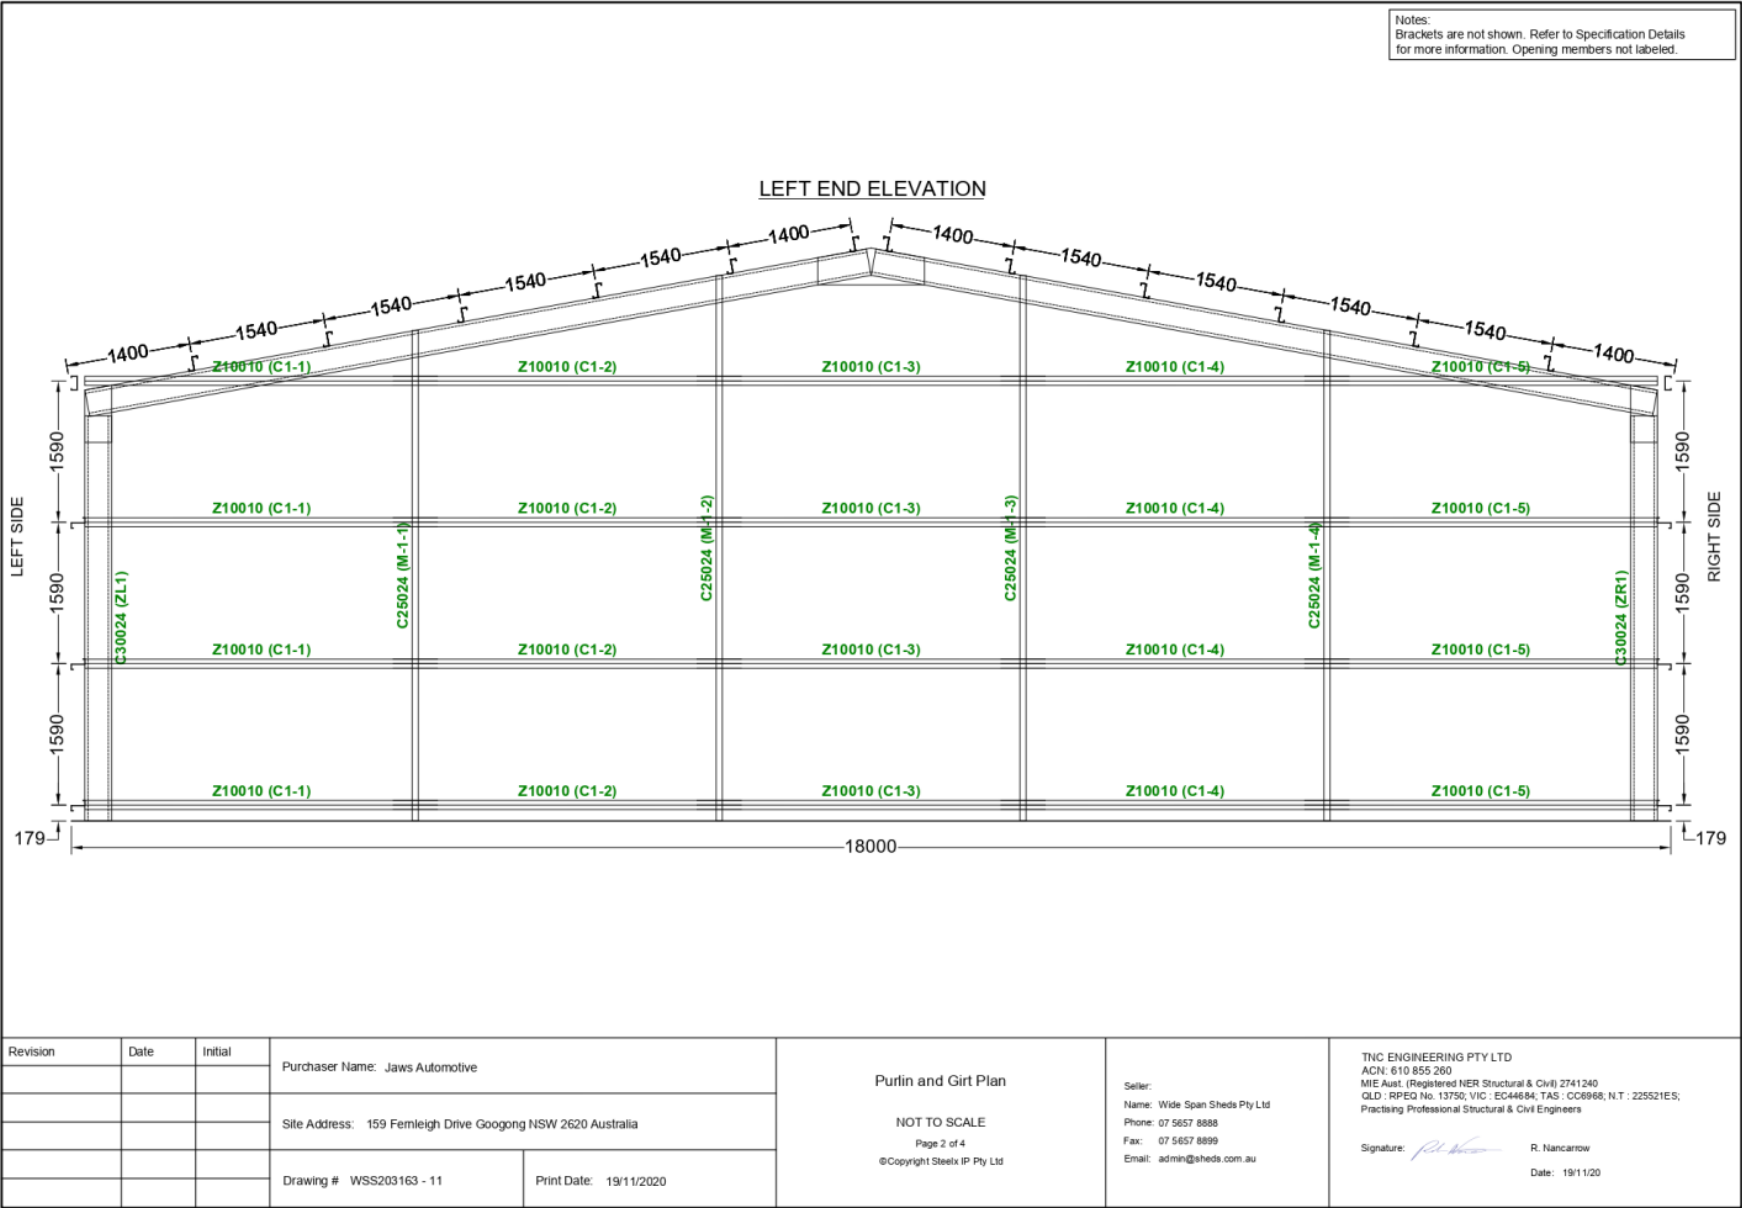 Notes:
Brackets are not shown. Refer to Specification Details
for more information. Opening members not labeled.
LEFT END ELEVATION
1400
1540
1540
1540
1540
1400
1400
1540
1540
1540
1540
1400
Z10010 (C1-1)
Z10010 (C1-2)
Z10010 (C1-3)
Z10010 (C1-4)
Z10010 (C1-5)
1590
1590
Z10010 (C1-1)
Z10010 (C1-2)
Z10010 (C1-3)
Z10010 (C1-4)
Z10010 (C1-5)
LEFT SIDE
RIGHT SIDE
C30024 (ZL1)
C25024 (M-1-1)
C25024 (M-1-2)
C25024 (M-1-3)
C25024 (M-1-4)
C30024 (ZR1)
1590
1590
Z10010 (C1-1)
Z10010 (C1-2)
Z10010 (C1-3)
Z10010 (C1-4)
Z10010 (C1-5)
1590
1590
Z10010 (C1-1)
Z10010 (C1-2)
Z10010 (C1-3)
Z10010 (C1-4)
Z10010 (C1-5)
179
18000
179
Revision
Date
Initial
Purchaser Name: Jaws Automotive
Site Address: 159 Fernleigh Drive Googong NSW 2620 Australia
Drawing # WSS203163 - 11
Print Date: 19/11/2020
Purlin and Girt Plan
NOT TO SCALE
Page 2 of 4
©Copyright Steelx IP Pty Ltd
Seller:
Name: Wide Span Sheds Pty Ltd
Phone: 07 5657 8888
Fax: 07 5657 8899
Email: admin@sheds.com.au
TNC ENGINEERING PTY LTD
ACN: 610 855 260
MIE Aust. (Registered NER Structural & Civil) 2741240
QLD : RPEQ No. 13750; VIC : EC44684; TAS : CC6968; N.T : 225521ES;
Practising Professional Structural & Civil Engineers
Signature:
R. Nancarrow
Date: 19/11/20